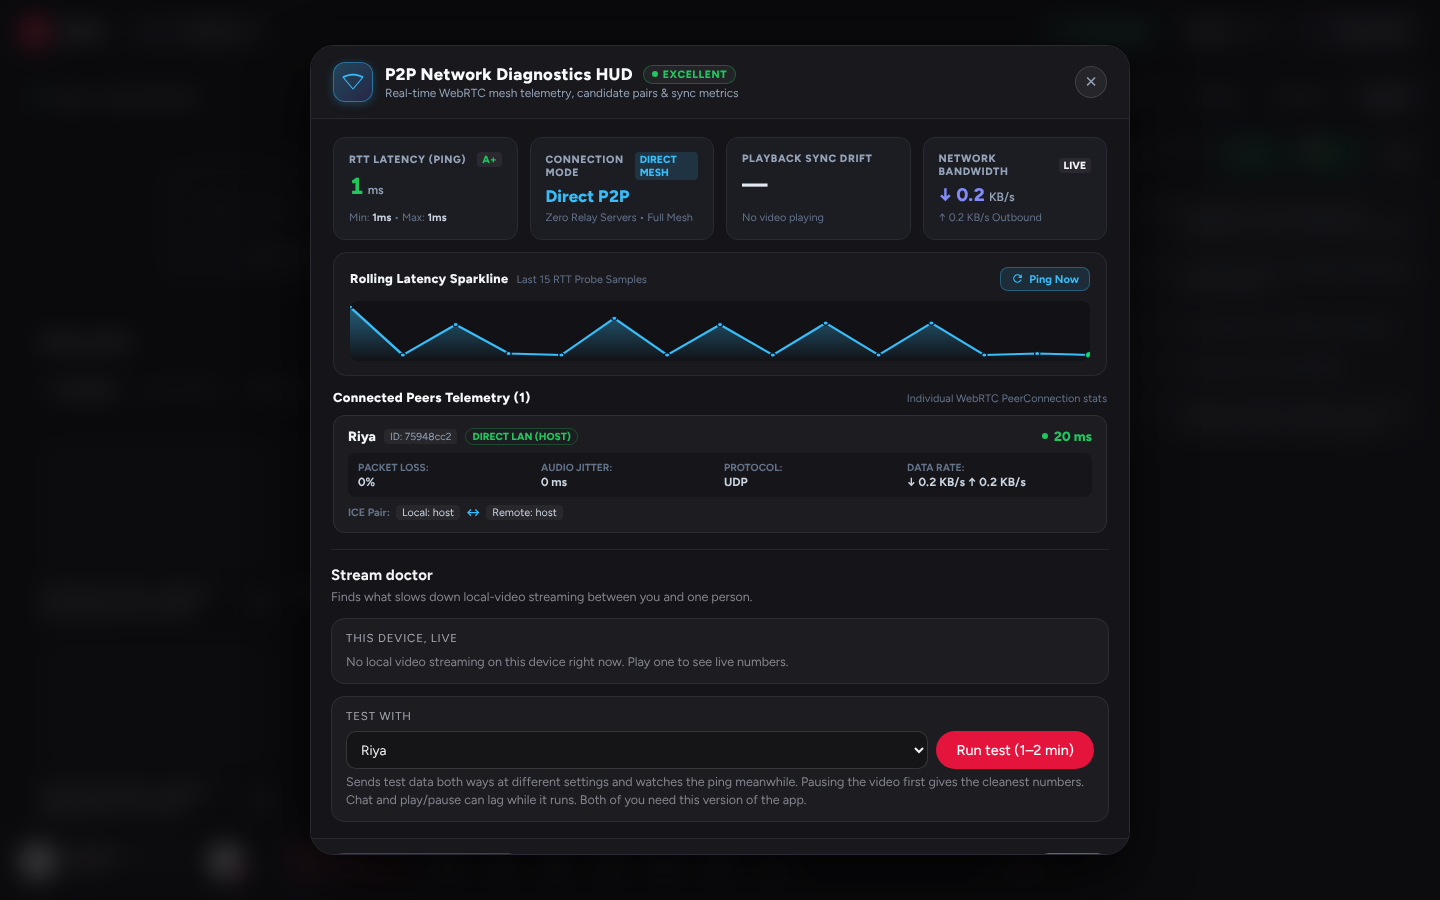 P2P Network Diagnostics HUD
EXCELLENT
Real-time WebRTC mesh telemetry, candidate pairs & sync metrics
RTT LATENCY (PING)
A+
1 ms
Min: 1ms • Max: 1ms
CONNECTION
MODE
DIRECT
MESH
Direct P2P
Zero Relay Servers • Full Mesh
PLAYBACK SYNC DRIFT
—
No video playing
NETWORK
BANDWIDTH
LIVE
↓ 0.2 KB/s
↑ 0.2 KB/s Outbound
Rolling Latency Sparkline Last 15 RTT Probe Samples
Ping Now
Connected Peers Telemetry (1)
Individual WebRTC PeerConnection stats
Riya ID: 75948cc2 DIRECT LAN (HOST)
20 ms
PACKET LOSS:
0%
AUDIO JITTER:
0 ms
PROTOCOL:
UDP
DATA RATE:
↓ 0.2 KB/s ↑ 0.2 KB/s
ICE Pair: Local: host ↔ Remote: host
Stream doctor
Finds what slows down local-video streaming between you and one person.
THIS DEVICE, LIVE
No local video streaming on this device right now. Play one to see live numbers.
TEST WITH
Riya
Run test (1–2 min)
Sends test data both ways at different settings and watches the ping meanwhile. Pausing the video first gives the cleanest numbers.
Chat and play/pause can lag while it runs. Both of you need this version of the app.